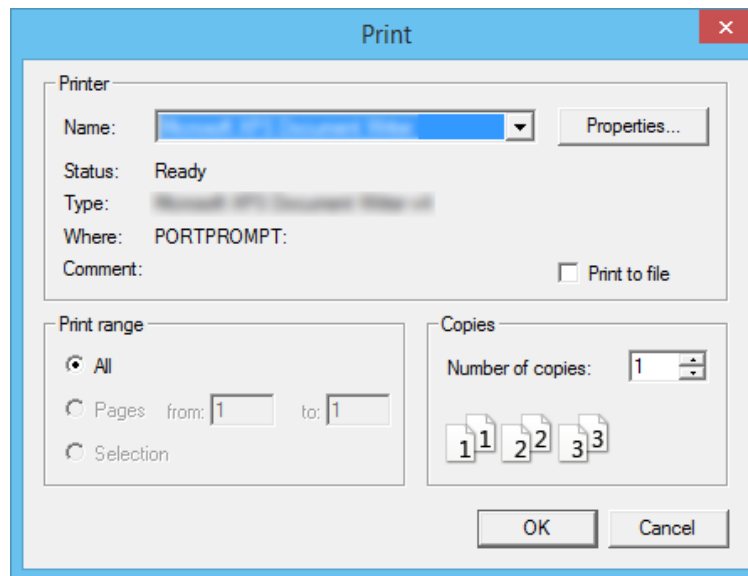 Print
Printer
Name:
Properties...
Status: Ready
Type:
Where: PORTPROMPT:
Comment:
Print to file
Print range
All
Pages from: 1 to: 1
Selection
Copies
Number of copies: 1
1 1 2 2 3 3
OK Cancel